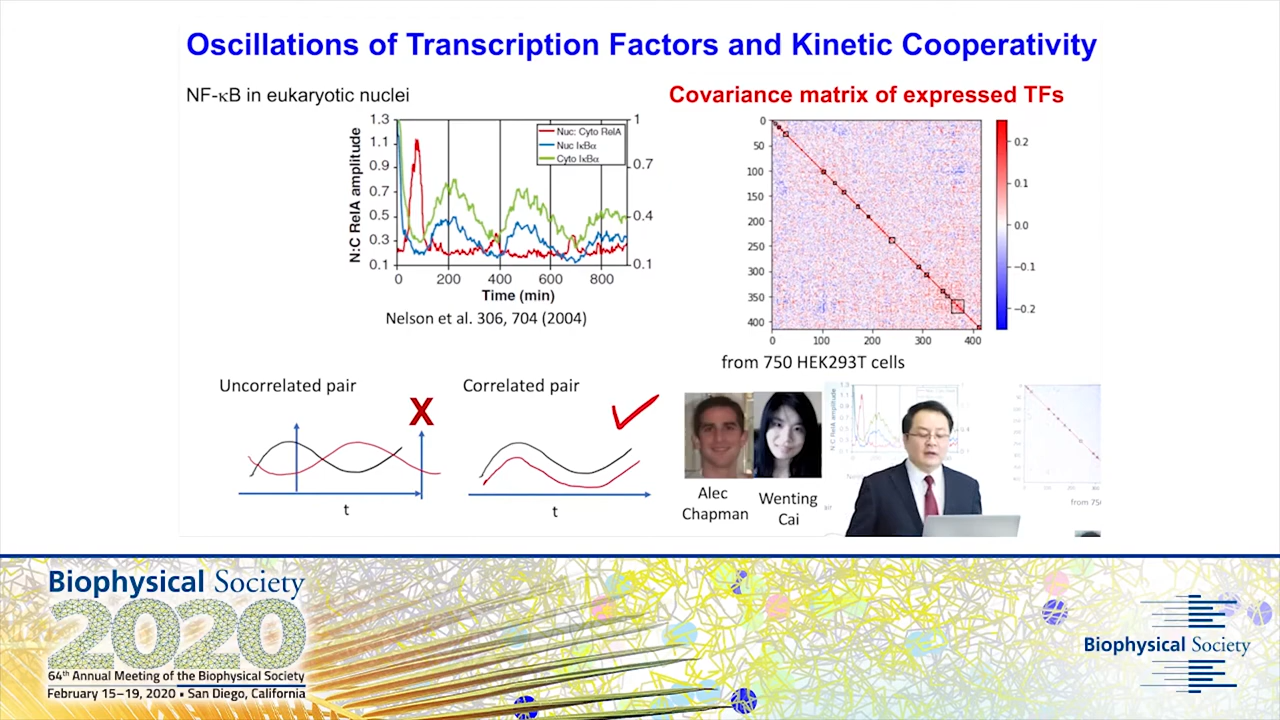 Oscillations of Transcription Factors and Kinetic Cooperativity
NF-κB in eukaryotic nuclei
Covariance matrix of expressed TFs
N:C RelA amplitude
1.3
1.1
0.9
0.7
0.5
0.3
0.1
1
0.7
0.4
0.1
Nuc: Cyto RelA
Nuc IκBα
Cyto IκBα
0 200 400 600 800
Time (min)
Nelson et al. 306, 704 (2004)
0
50
100
150
200
250
300
350
400
0 100 200 300 400
0.2
0.1
0.0
−0.1
−0.2
from 750 HEK293T cells
Uncorrelated pair
X
t
Correlated pair
t
Alec
Chapman
Wenting
Cai
N:C RelA amplitude
from 75
Biophysical Society
2020
64th Annual Meeting of the Biophysical Society
February 15–19, 2020 • San Diego, California
Biophysical Society